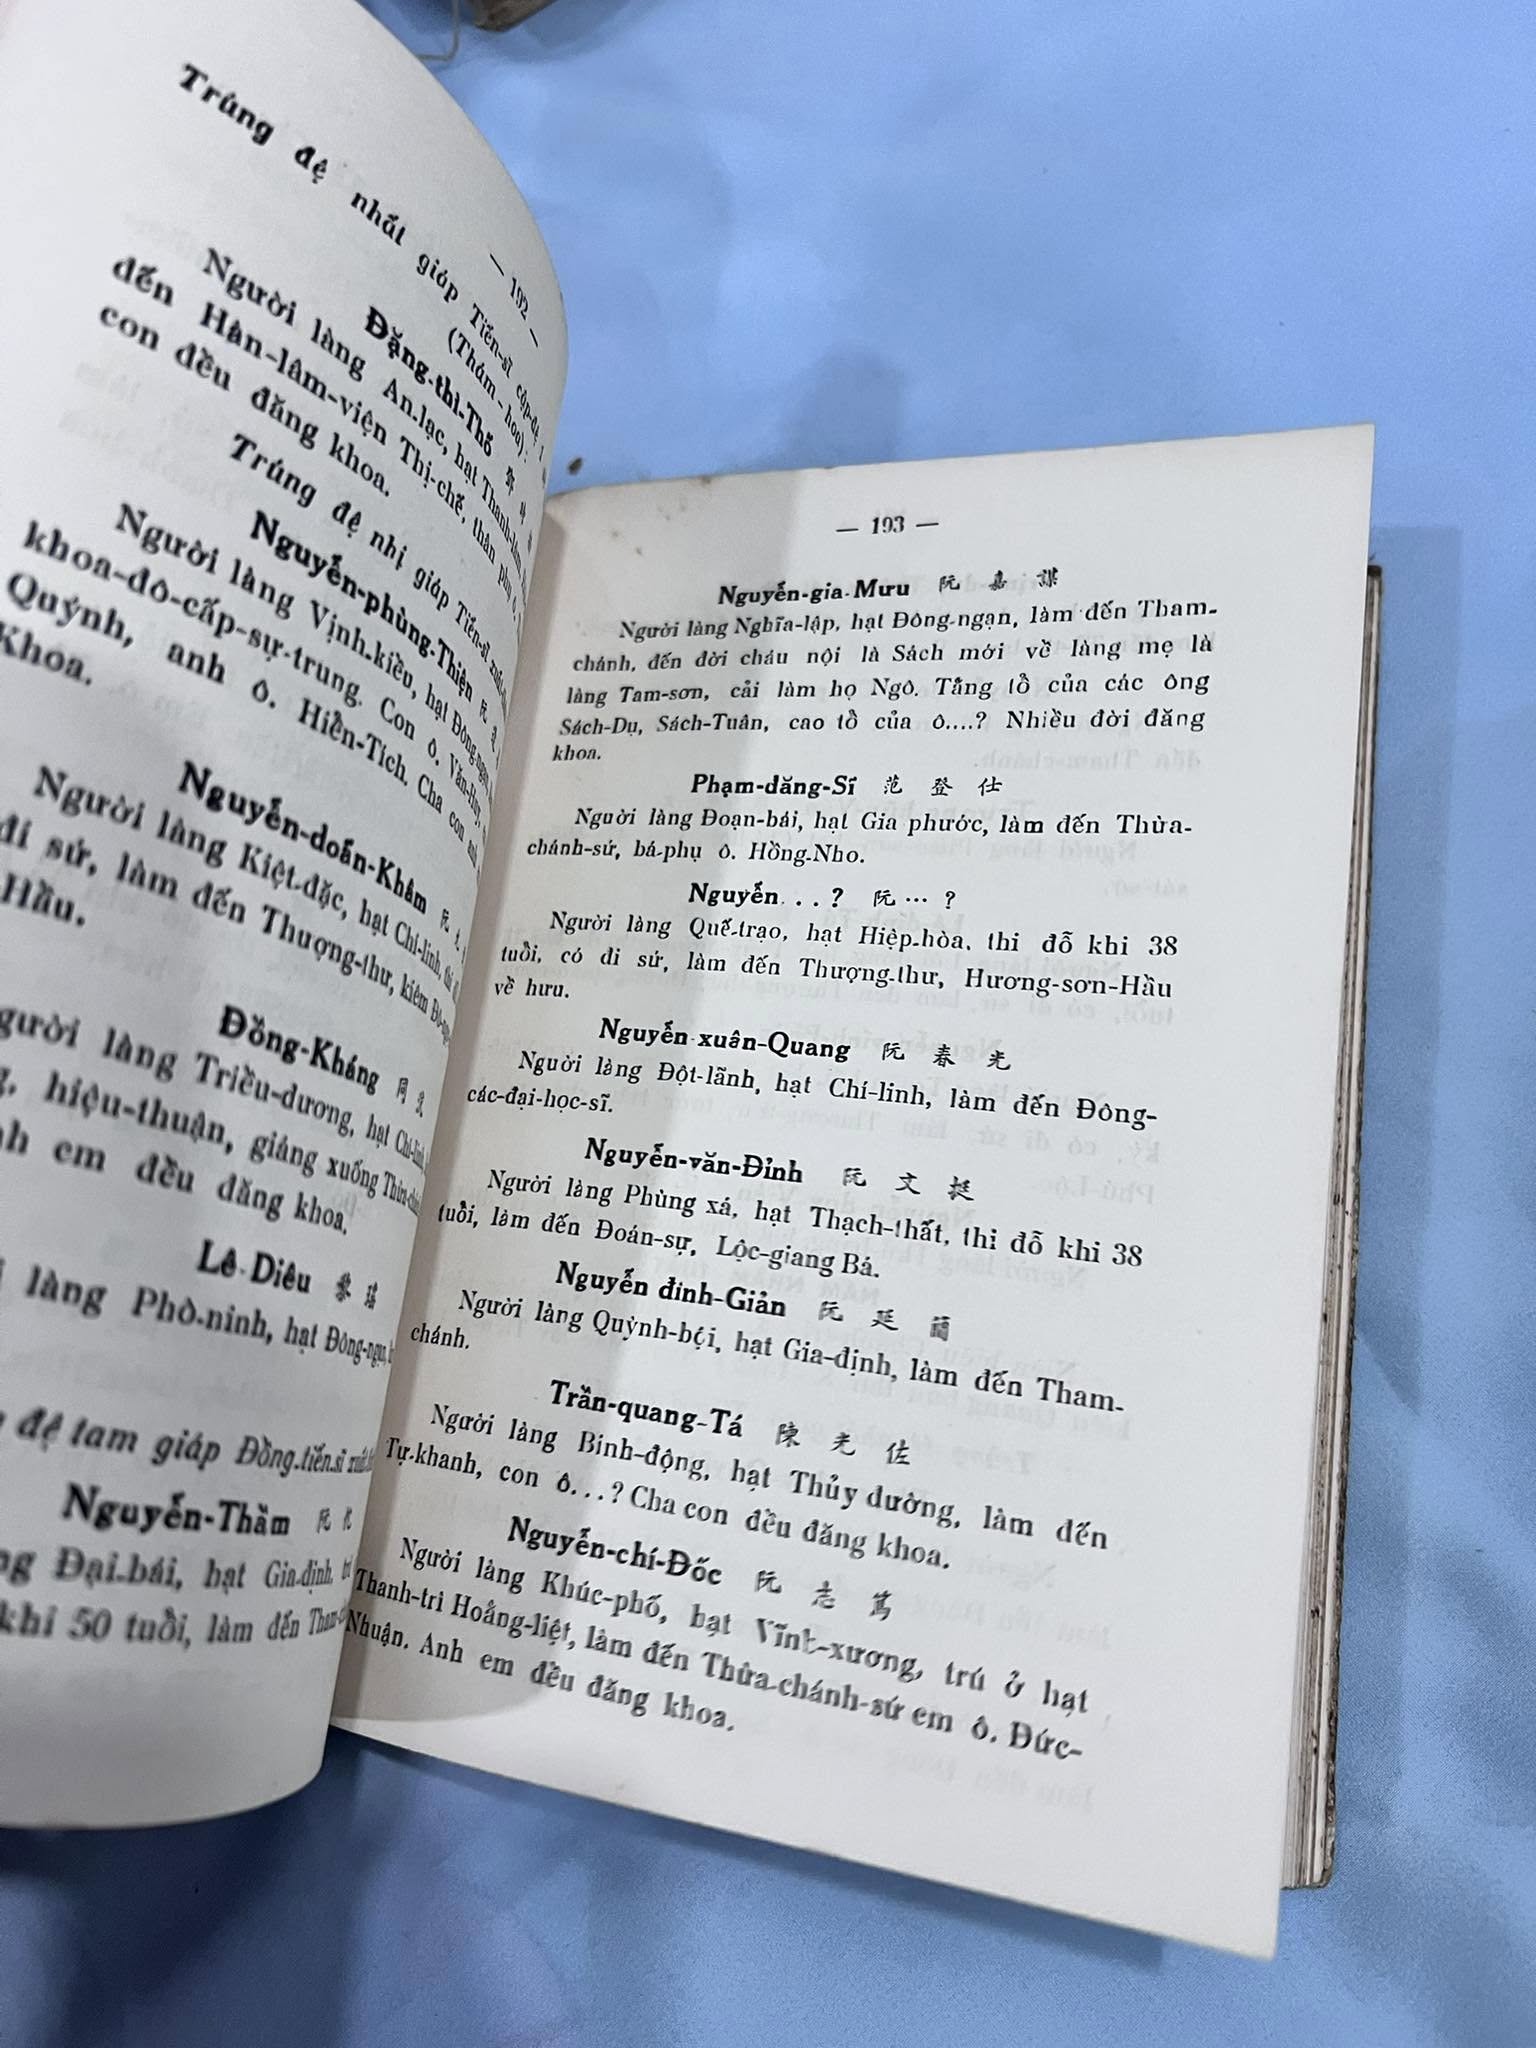 — 192 —
Trúng đệ nhất giáp Tiến-sĩ cập-đệ
(Thám-hoa):
Đặng-thì-Thố
Người làng An-lạc, hạt Thanh-lâm,
đến Hàn-lâm-viện Thị-chế, thân phụ ô.
con đều đăng khoa.
Trúng đệ nhị giáp Tiến-sĩ
Nguyễn-phùng-Thiện 阮
Người làng Vịnh-kiều, hạt Đông-ngạn
khoa-đô-cấp-sự-trung. Con ô. Văn-Huy,
Quýnh, anh ô. Hiền-Tích. Cha con anh
Khoa.
Nguyễn-doãn-Khâm 阮
Người làng Kiệt-đặc, hạt Chí-linh,
đi sứ, làm đến Thượng-thư, kiêm
-Hầu.
Đồng-Kháng 同
gười làng Triều-dương, hạt Chí-linh
hiệu-thuận, giáng xuống
em đều đăng khoa.
Lê-Diêu 黎
làng Phò-ninh, hạt Đông-ngạn,
đệ tam giáp Đồng-tiến-sĩ
Nguyễn-Thầm 阮
Đại-bái, hạt Gia-định,
khi 50 tuổi, làm đến
— 193 —
Nguyễn-gia-Mưu 阮 嘉 謀
Người làng Nghĩa-lập, hạt Đông-ngạn, làm đến Tham-
chánh, đến đời cháu nội là Sách mới về làng mẹ là
làng Tam-sơn, cải làm họ Ngô. Tằng tổ của các ông
Sách-Dụ, Sách-Tuân, cao tổ của ô....? Nhiều đời đăng
khoa.
Phạm-đăng-Sĩ 范 登 仕
Người làng Đoạn-bái, hạt Gia phước, làm đến Thừa-
chánh-sứ, bá-phụ ô. Hồng-Nho.
Nguyễn...? 阮 ... ?
Người làng Quế-trạo, hạt Hiệp-hòa, thi đỗ khi 38
tuổi, có đi sứ, làm đến Thượng-thư, Hương-sơn-Hầu
về hưu.
Nguyễn-xuân-Quang 阮 春 光
Người làng Đột-lãnh, hạt Chí-linh, làm đến Đông-
các-đại-học-sĩ.
Nguyễn-văn-Đỉnh 阮 文 挺
Người làng Phùng xá, hạt Thạch-thất, thi đỗ khi 38
tuổi, làm đến Đoán-sự, Lộc-giang Bá.
Nguyễn đình-Giản 阮 廷 簡
Người làng Quỳnh-bội, hạt Gia-định, làm đến Tham-
chánh.
Trần-quang-Tá 陳 光 佐
Người làng Bình-động, hạt Thủy đường, làm đến
Tự-khanh, con ô...? Cha con đều đăng khoa.
Nguyễn-chí-Đốc 阮 志 篤
Người làng Khúc-phố, hạt Vĩnh-xương, trú ở hạt
Thanh-trì Hoằng-liệt, làm đến Thừa-chánh-sứ em ô. Đức-
Nhuận. Anh em đều đăng khoa.